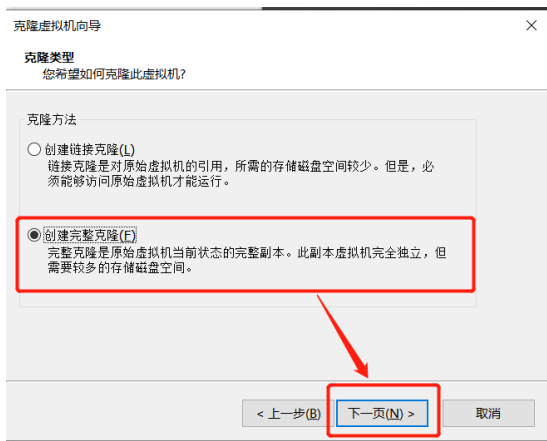 克隆虚拟机向导
克隆类型
您希望如何克隆此虚拟机?
克隆方法
创建链接克隆(L)
链接克隆是对原始虚拟机的引用，所需的存储磁盘空间较少。但是，必
须能够访问原始虚拟机才能运行。
创建完整克隆(F)
完整克隆是原始虚拟机当前状态的完整副本。此副本虚拟机完全独立，但
需要较多的存储磁盘空间。
< 上一步(B) 下一页(N) > 取消